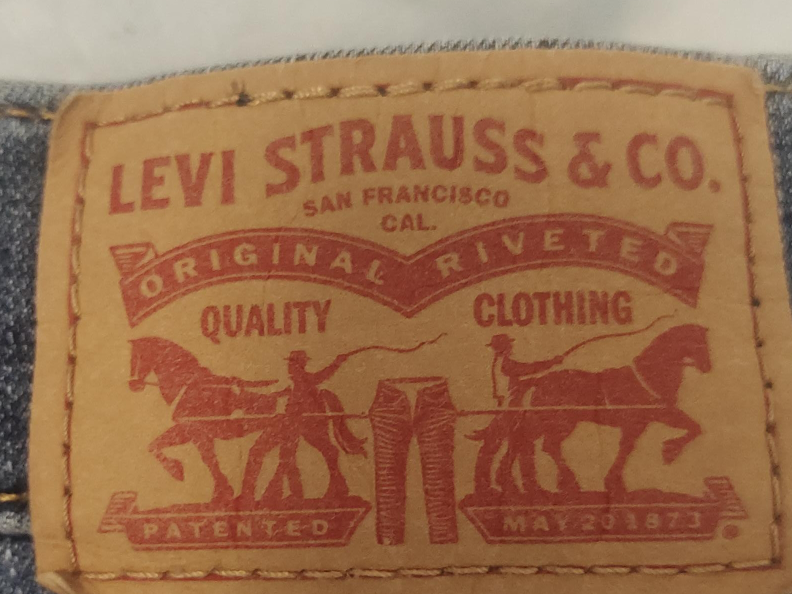 LEVI STRAUSS & CO.
SAN FRANCISCO
CAL.
ORIGINAL RIVETED
QUALITY CLOTHING
PATENTED MAY 20 1873